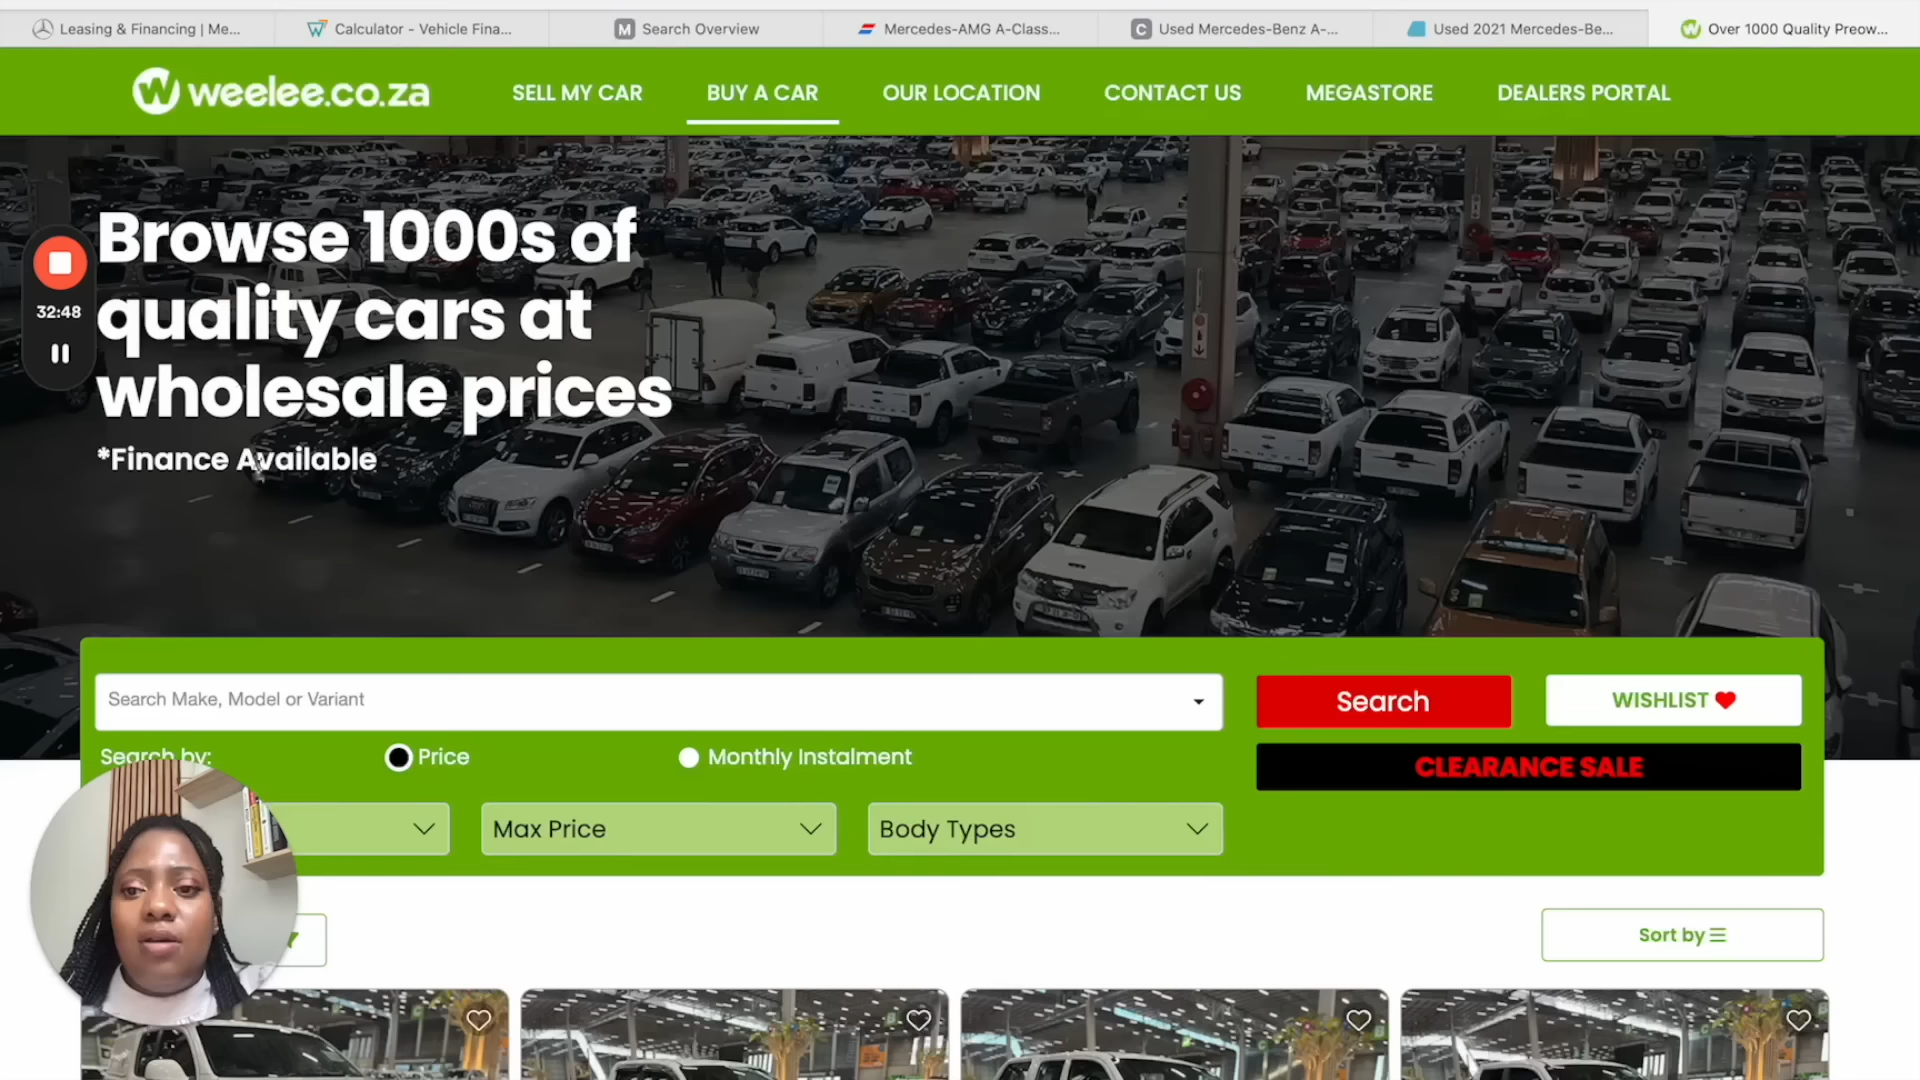 Leasing & Financing | Me...
Calculator - Vehicle Fina...
M Search Overview
Mercedes-AMG A-Class...
C Used Mercedes-Benz A-...
Used 2021 Mercedes-Be...
Over 1000 Quality Preow...
weelee.co.za
SELL MY CAR
BUY A CAR
OUR LOCATION
CONTACT US
MEGASTORE
DEALERS PORTAL
Browse 1000s of
quality cars at
wholesale prices
*Finance Available
32:48
Search Make, Model or Variant
Search
WISHLIST
Search by:
Price
Monthly Instalment
CLEARANCE SALE
Max Price
Body Types
Sort by